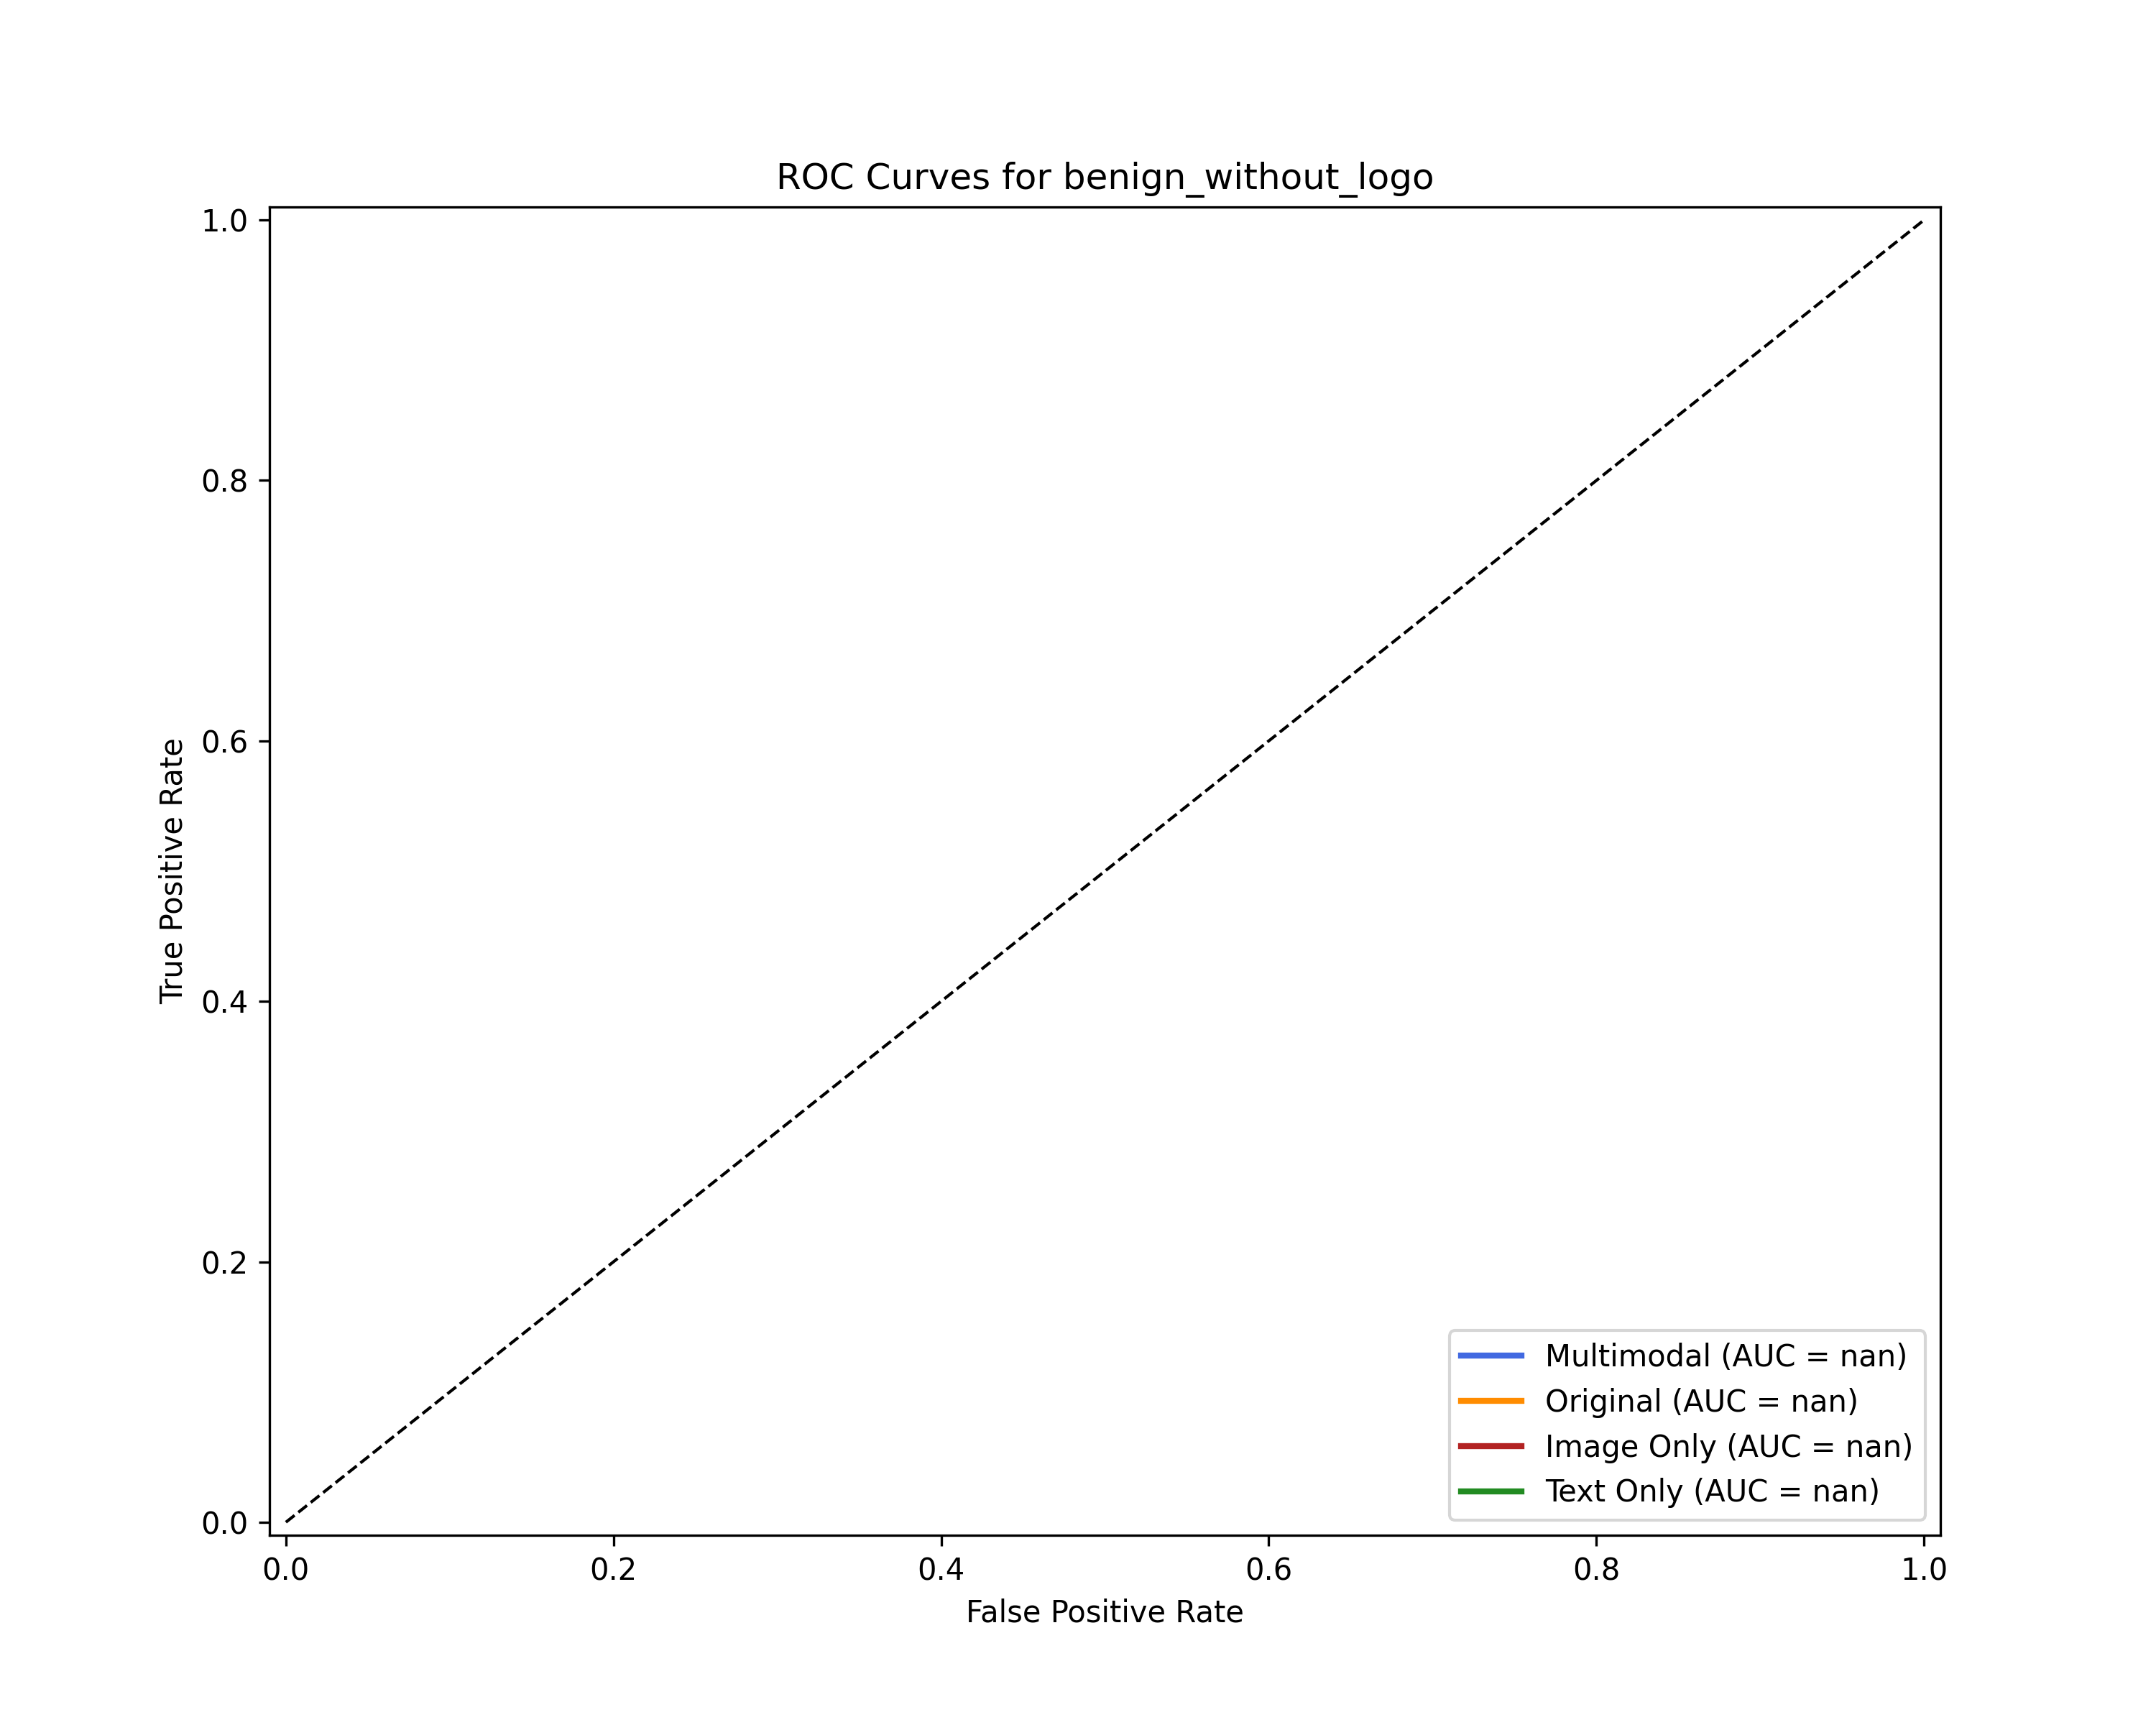 ROC Curves for benign_without_logo
1.0
0.8
0.6
0.4
0.2
0.0
True Positive Rate
Multimodal (AUC = nan)
Original (AUC = nan)
Image Only (AUC = nan)
Text Only (AUC = nan)
0.0 0.2 0.4 0.6 0.8 1.0
False Positive Rate